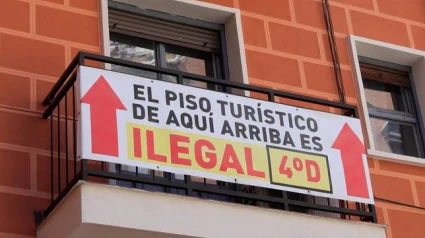 EL PISO TURÍSTICO
DE AQUÍ ARRIBA ES
ILEGAL 4ºD